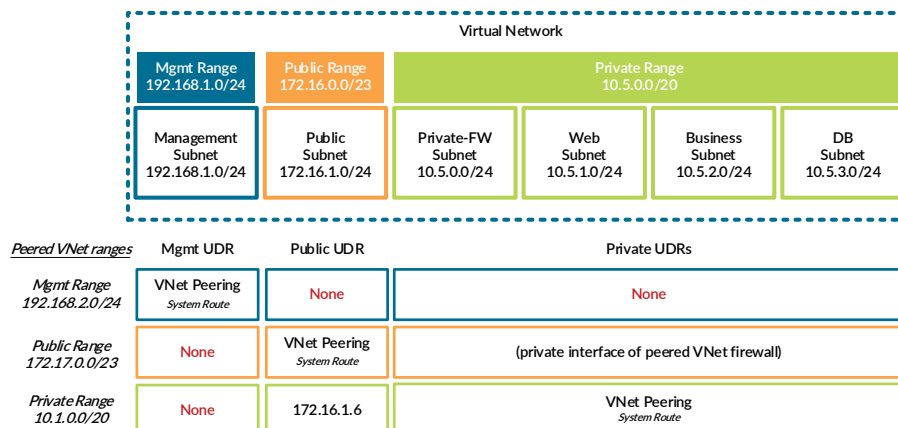 Virtual Network
Mgmt Range
192.168.1.0/24
Public Range
172.16.0.0/23
Private Range
10.5.0.0/20
Management
Subnet
192.168.1.0/24
Public
Subnet
172.16.1.0/24
Private-FW
Subnet
10.5.0.0/24
Web
Subnet
10.5.1.0/24
Business
Subnet
10.5.2.0/24
DB
Subnet
10.5.3.0/24
Peered VNet ranges
Mgmt UDR
Public UDR
Private UDRs
Mgmt Range
192.168.2.0/24
VNet Peering
System Route
None
None
Public Range
172.17.0.0/23
None
VNet Peering
System Route
(private interface of peered VNet firewall)
Private Range
10.1.0.0/20
None
172.16.1.6
VNet Peering
System Route